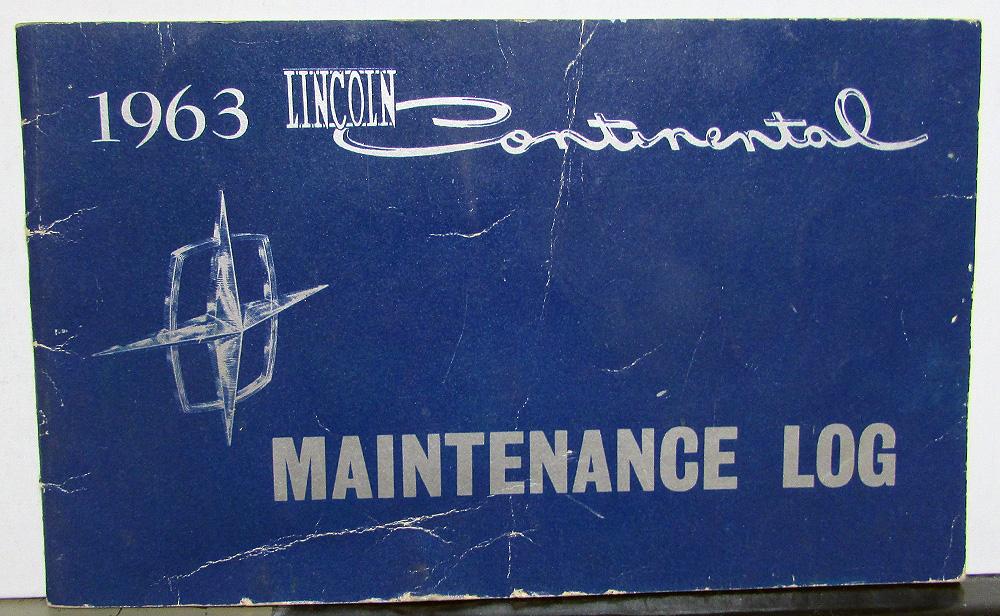 1963 LINCOLN Continental
MAINTENANCE LOG